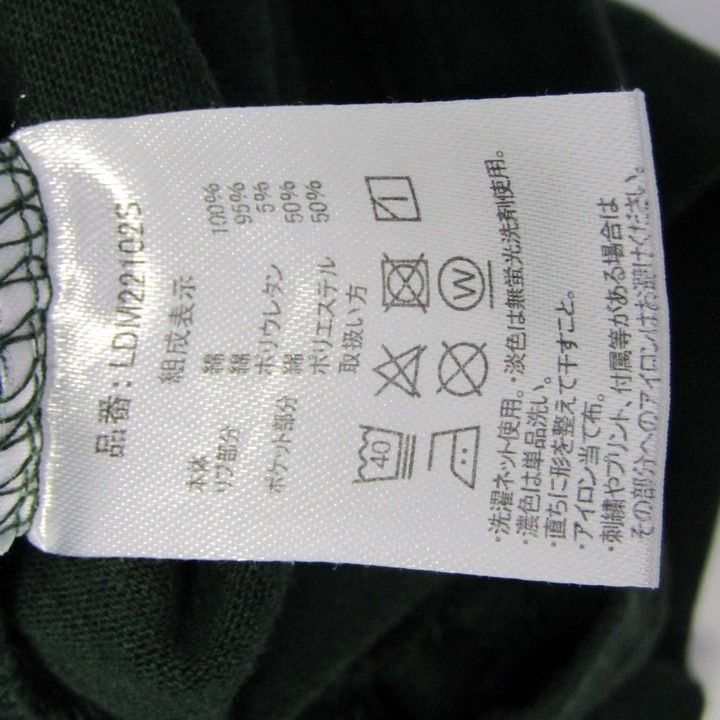 品番：LDM22102S
組成表示
本体 綿 100%
リブ部分 綿 95%
ポリウレタン 5%
ポケット部分 綿 50%
ポリエステル 50%
取扱い方
40
W
・洗濯ネット使用。・淡色は無蛍光洗剤使用。
・濃色は単品洗い。
・直ちに形を整えて干すこと。
・アイロン当て布。
・刺繍やプリント、付属等がある場合は
その部分へのアイロンはお避けください。